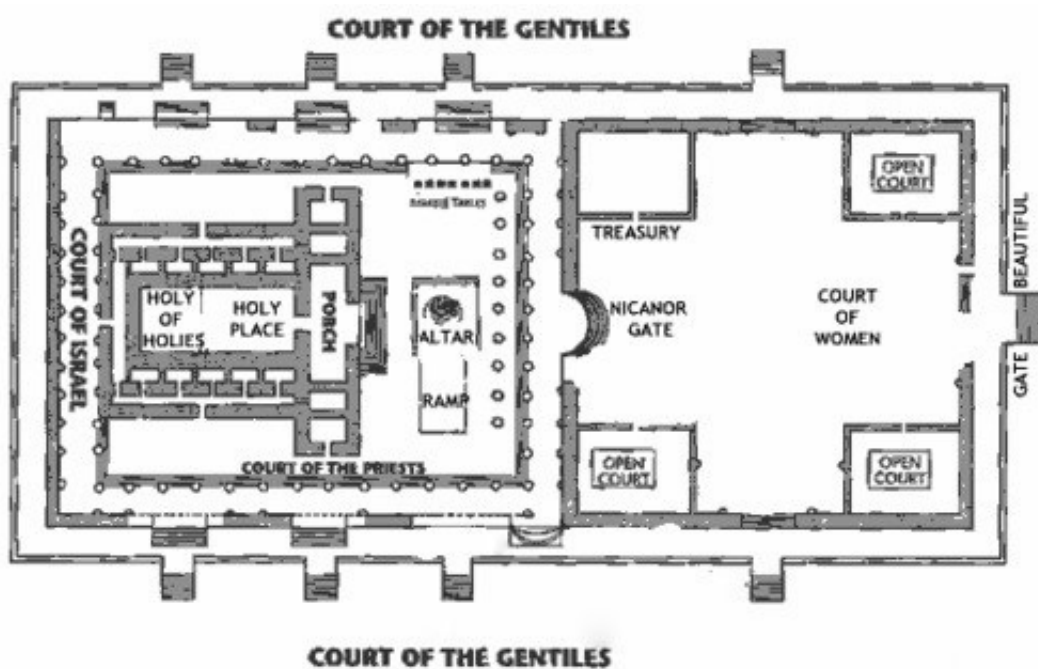 COURT OF THE GENTILES
OPEN
COURT
TABLES
TREASURY
COURT OF ISRAEL
BEAUTIFUL
GATE
HOLY
OF
HOLIES
HOLY
PLACE
PORCH
ALTAR
RAMP
NICANOR
GATE
COURT
OF
WOMEN
COURT OF THE PRIESTS
OPEN
COURT
OPEN
COURT
COURT OF THE GENTILES